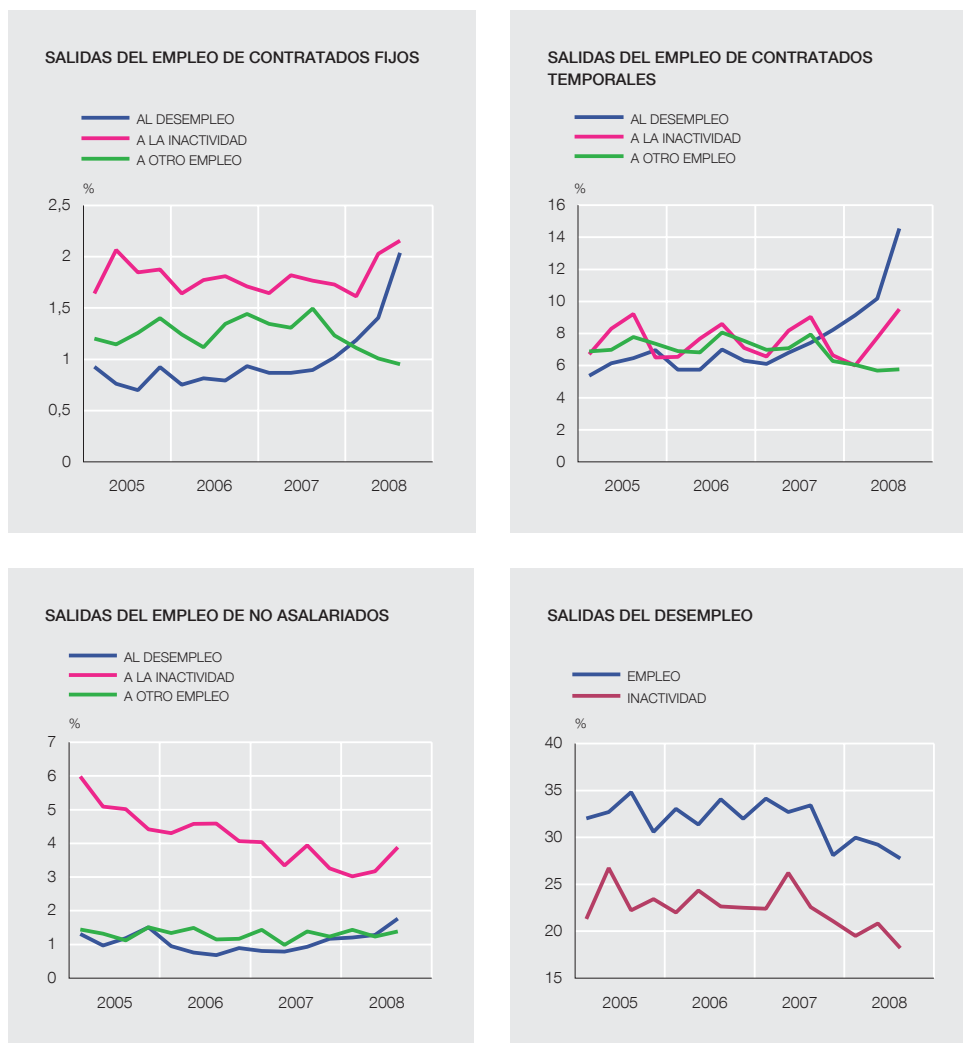 SALIDAS DEL EMPLEO DE CONTRATADOS FIJOS
AL DESEMPLEO
A LA INACTIVIDAD
A OTRO EMPLEO
%
2,5
2
1,5
1
0,5
0
2005 2006 2007 2008
SALIDAS DEL EMPLEO DE CONTRATADOS
TEMPORALES
AL DESEMPLEO
A LA INACTIVIDAD
A OTRO EMPLEO
%
16
14
12
10
8
6
4
2
0
2005 2006 2007 2008
SALIDAS DEL EMPLEO DE NO ASALARIADOS
AL DESEMPLEO
A LA INACTIVIDAD
A OTRO EMPLEO
%
7
6
5
4
3
2
1
0
2005 2006 2007 2008
SALIDAS DEL DESEMPLEO
EMPLEO
INACTIVIDAD
%
40
35
30
25
20
15
2005 2006 2007 2008